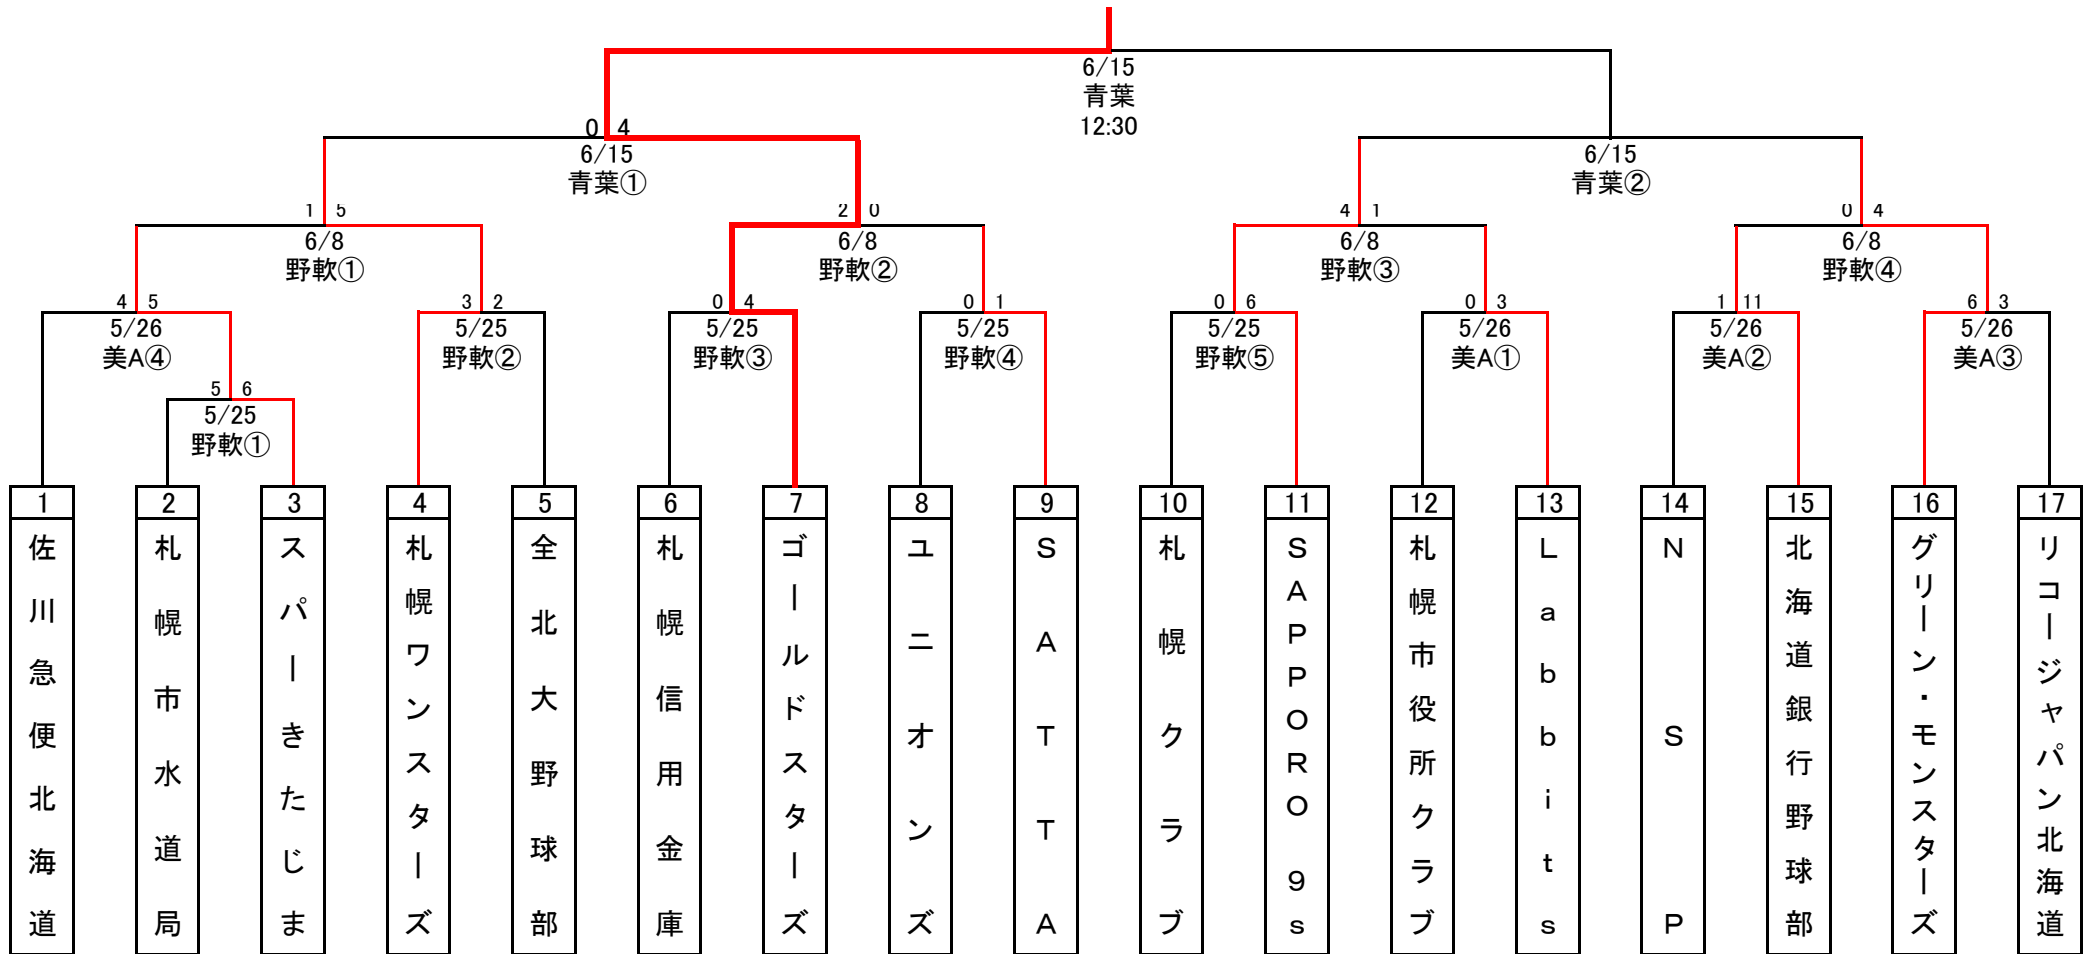 6/15
青葉
12:30
0 4
6/15
青葉①
6/15
青葉②
1 5
6/8
野軟①
2 0
6/8
野軟②
4 1
6/8
野軟③
0 4
6/8
野軟④
4 5
5/26
美A④
3 2
5/25
野軟②
0 4
5/25
野軟③
0 1
5/25
野軟④
0 6
5/25
野軟⑤
0 3
5/26
美A①
1 11
5/26
美A②
6 3
5/26
美A③
5 6
5/25
野軟①
1
佐川急便北海道
2
札幌市水道局
3
スパーきたじま
4
札幌ワンスターズ
5
全北大野球部
6
札幌信用金庫
7
ゴールドスターズ
8
ユニオンズ
9
SATTA
10
札幌クラブ
11
SAPPORO 9s
12
札幌市役所クラブ
13
Labbits
14
NSP
15
北海道銀行野球部
16
グリーン・モンスターズ
17
リコージャパン北海道